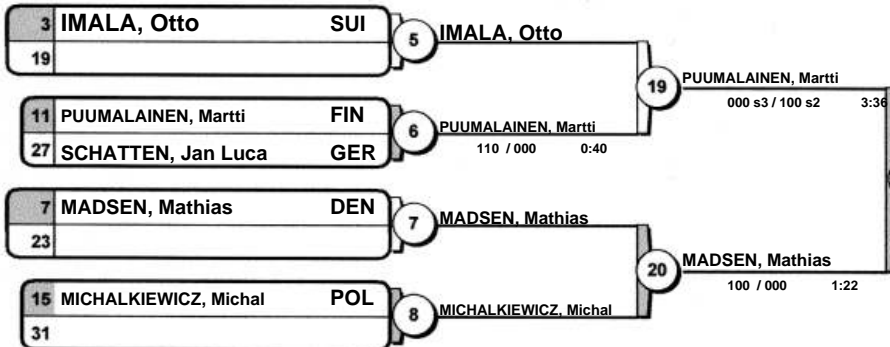 3 IMALA, Otto SUI
19
5
IMALA, Otto
11 PUUMALAINEN, Martti FIN
27 SCHATTEN, Jan Luca GER
6
PUUMALAINEN, Martti
110 / 000 0:40
19
PUUMALAINEN, Martti
000 s3 / 100 s2 3:36
7 MADSEN, Mathias DEN
23
7
MADSEN, Mathias
15 MICHALKIEWICZ, Michal POL
31
8
MICHALKIEWICZ, Michal
20
MADSEN, Mathias
100 / 000 1:22